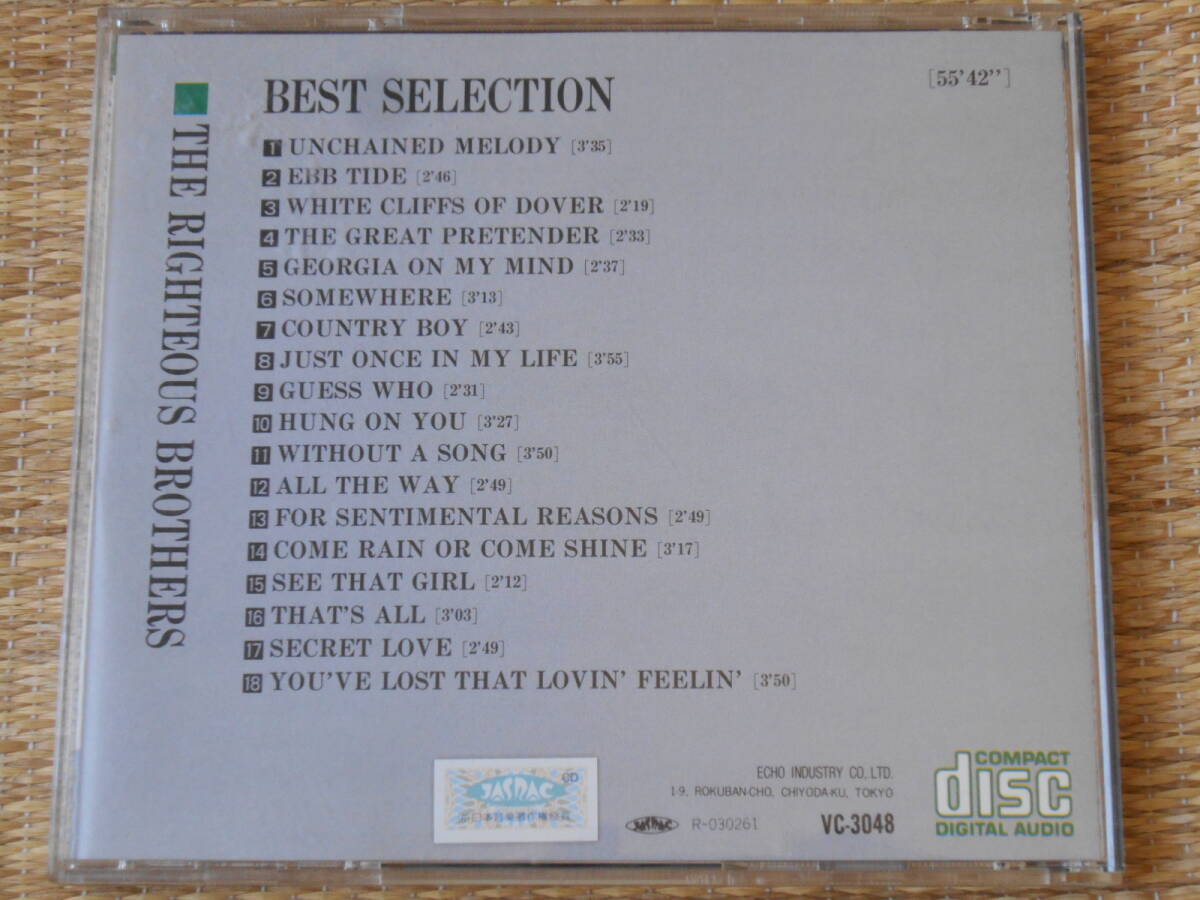 THE RIGHTEOUS BROTHERS
BEST SELECTION
[55'42"]
1 UNCHAINED MELODY [3'35]
2 EBB TIDE [2'46]
3 WHITE CLIFFS OF DOVER [2'19]
4 THE GREAT PRETENDER [2'33]
5 GEORGIA ON MY MIND [2'37]
6 SOMEWHERE [3'13]
7 COUNTRY BOY [2'43]
8 JUST ONCE IN MY LIFE [3'55]
9 GUESS WHO [2'31]
10 HUNG ON YOU [3'27]
11 WITHOUT A SONG [3'50]
12 ALL THE WAY [2'49]
13 FOR SENTIMENTAL REASONS [2'49]
14 COME RAIN OR COME SHINE [3'17]
15 SEE THAT GIRL [2'12]
16 THAT'S ALL [3'03]
17 SECRET LOVE [2'49]
18 YOU'VE LOST THAT LOVIN' FEELIN' [3'50]
CD
JASRAC
ECHO INDUSTRY CO.,LTD.
1-9, ROKUBAN-CHO, CHIYODA-KU, TOKYO
JASRAC R-030261 VC-3048
COMPACT
disc
DIGITAL AUDIO